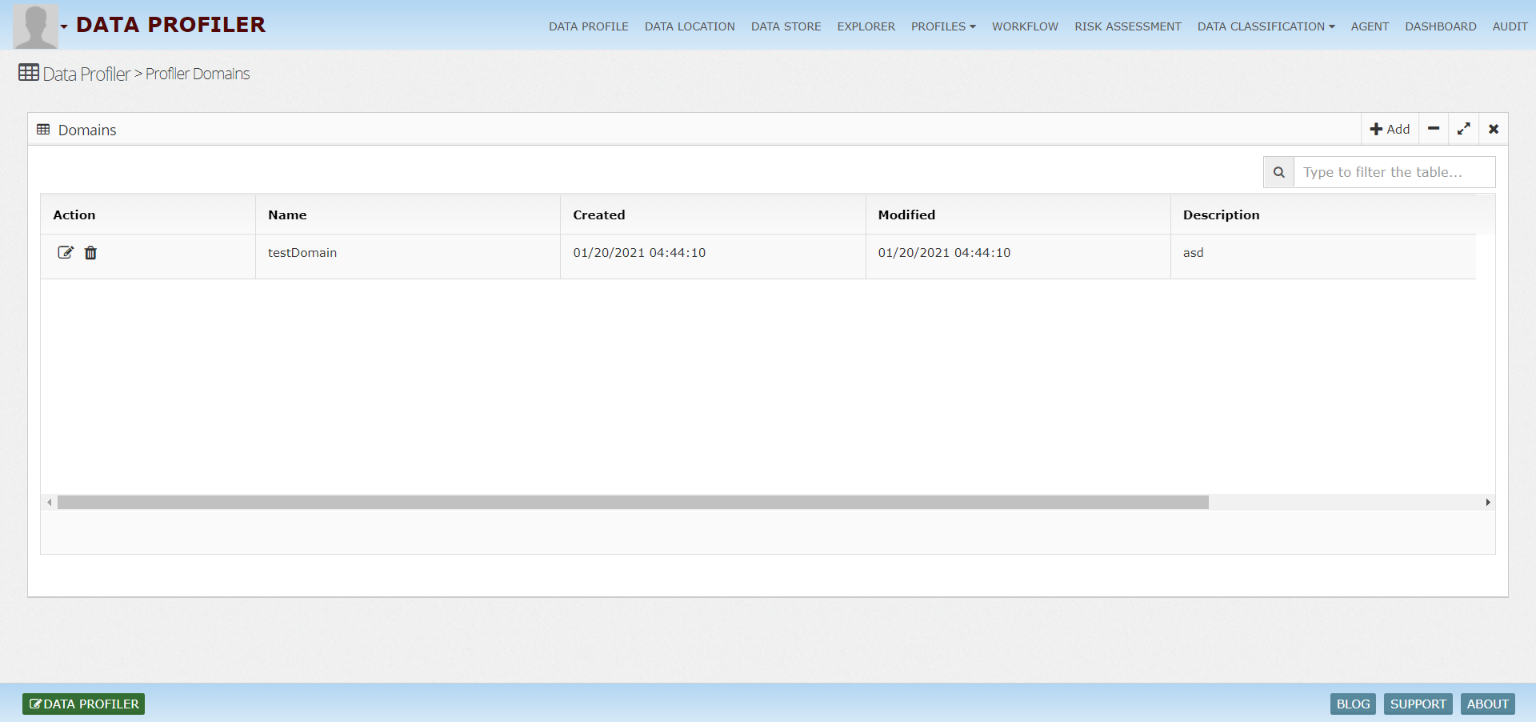 DATA PROFILER
DATA PROFILE DATA LOCATION DATA STORE EXPLORER PROFILES WORKFLOW RISK ASSESSMENT DATA CLASSIFICATION AGENT DASHBOARD AUDIT
Data Profiler > Profiler Domains
Domains
Add
Type to filter the table...
Action Name Created Modified Description
testDomain 01/20/2021 04:44:10 01/20/2021 04:44:10 asd
DATA PROFILER
BLOG SUPPORT ABOUT